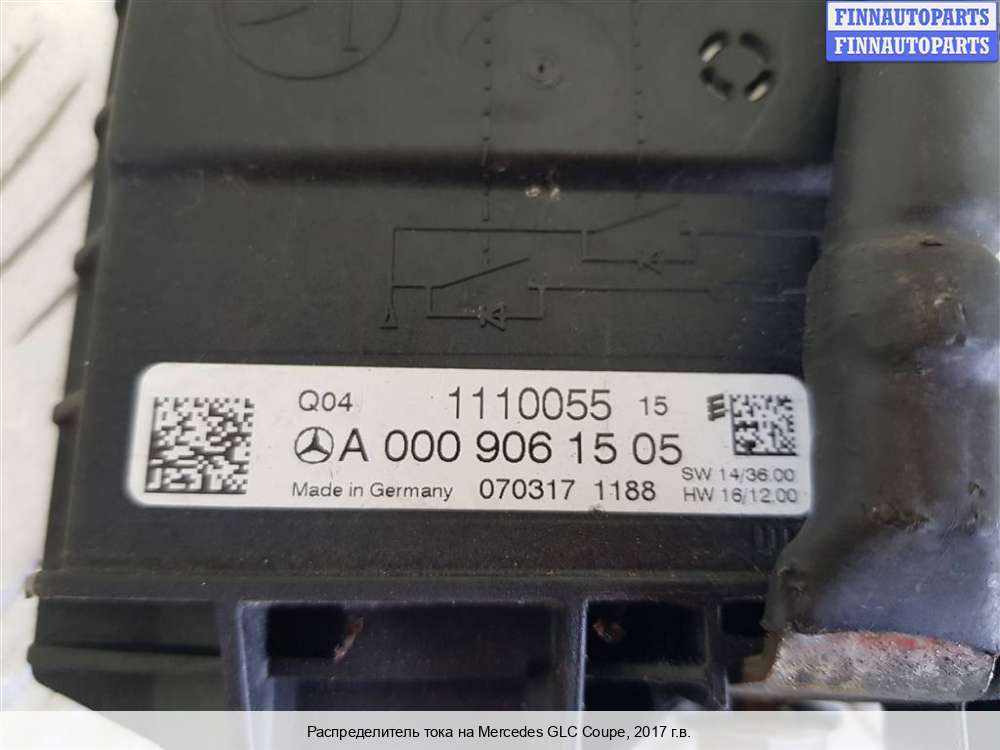 FINNAUTOPARTS
FINNAUTOPARTS
Q04 1110055 15
A 000 906 15 05
SW 14/36.00
Made in Germany 070317 1188 HW 16/12.00
Распределитель тока на Mercedes GLC Coupe, 2017 г.в.